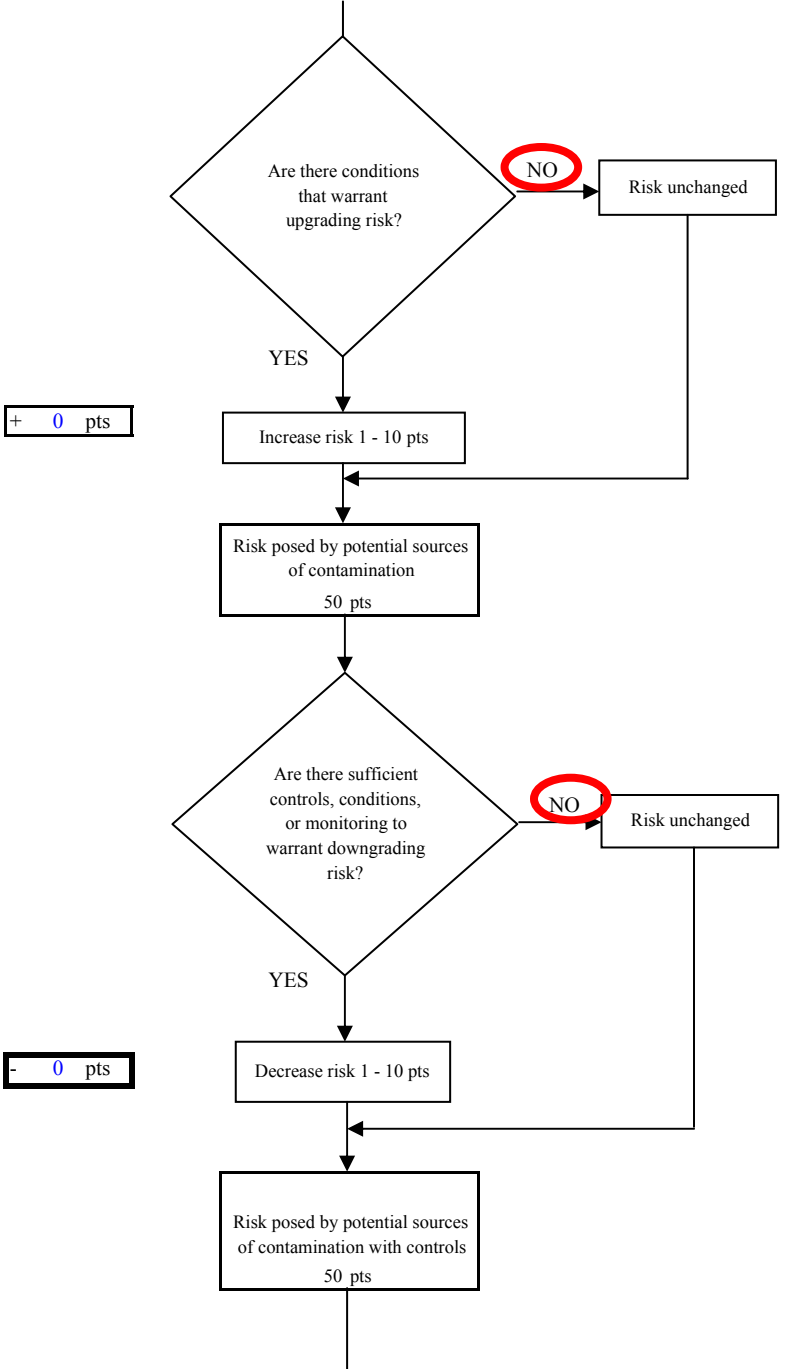 Are there conditions
that warrant
upgrading risk?
NO
Risk unchanged
YES
+ 0 pts
Increase risk 1 - 10 pts
Risk posed by potential sources
of contamination
50 pts
Are there sufficient
controls, conditions,
or monitoring to
warrant downgrading
risk?
NO
Risk unchanged
YES
- 0 pts
Decrease risk 1 - 10 pts
Risk posed by potential sources
of contamination with controls
50 pts